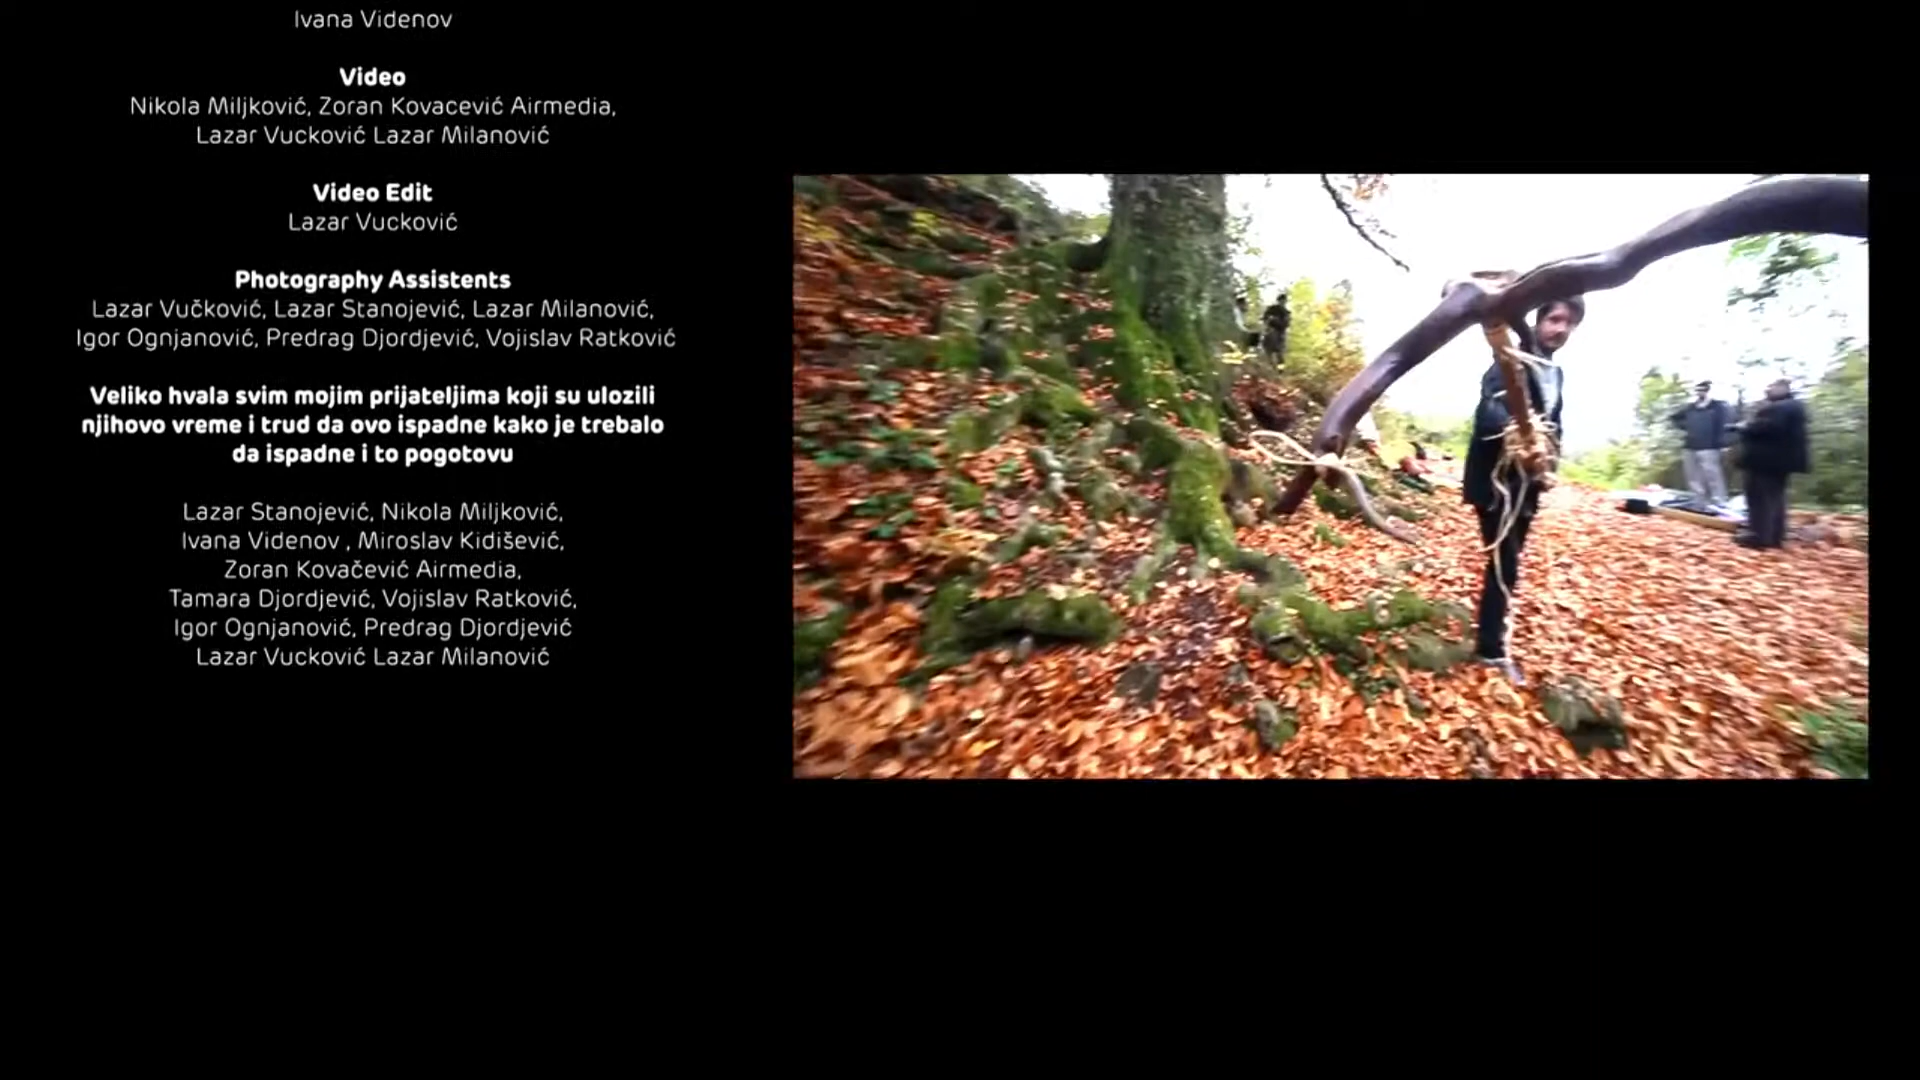 Ivana Videnov
Video
Nikola Miljković, Zoran Kovacević Airmedia,
Lazar Vucković Lazar Milanović
Video Edit
Lazar Vucković
Photography Assistents
Lazar Vučković, Lazar Stanojević, Lazar Milanović,
Igor Ognjanović, Predrag Djordjević, Vojislav Ratković
Veliko hvala svim mojim prijateljima koji su ulozili
njihovo vreme i trud da ovo ispadne kako je trebalo
da ispadne i to pogotovu
Lazar Stanojević, Nikola Miljković,
Ivana Videnov , Miroslav Kidišević,
Zoran Kovačević Airmedia,
Tamara Djordjević, Vojislav Ratković,
Igor Ognjanović, Predrag Djordjević
Lazar Vucković Lazar Milanović